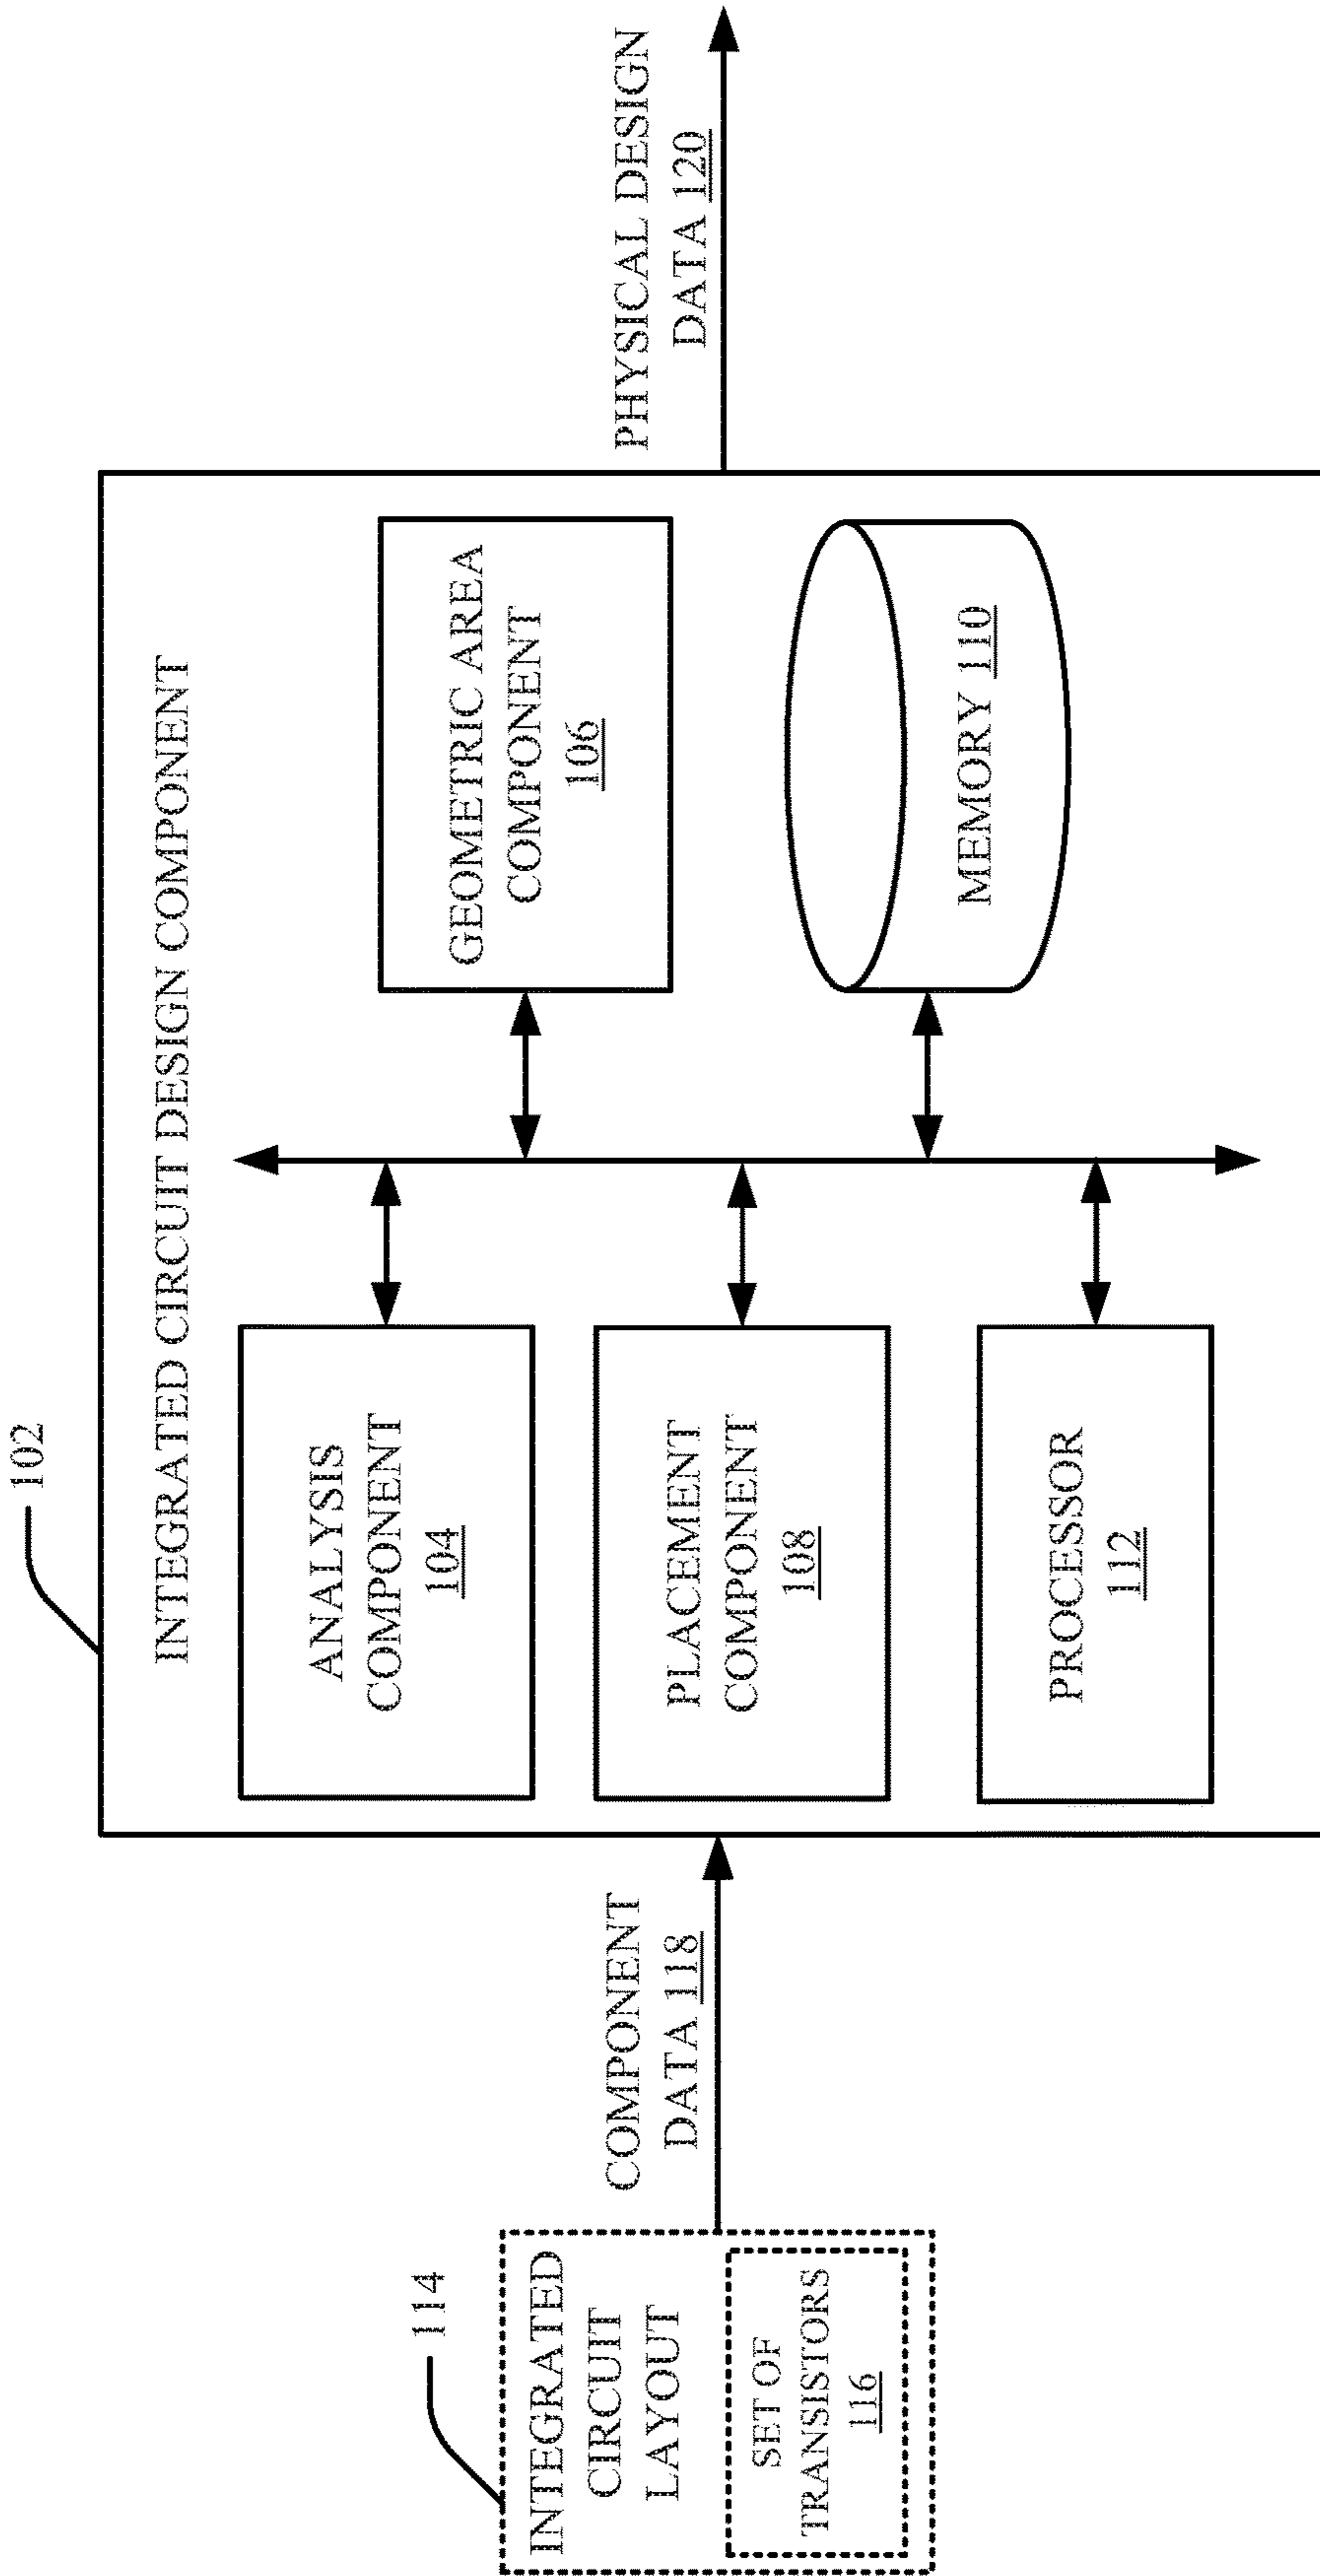 102
INTEGRATED CIRCUIT DESIGN COMPONENT
ANALYSIS
COMPONENT
104
GEOMETRIC AREA
COMPONENT
106
PLACEMENT
COMPONENT
108
MEMORY 110
PROCESSOR
112
114
INTEGRATED
CIRCUIT
LAYOUT
SET OF
TRANSISTORS
116
COMPONENT
DATA 118
PHYSICAL DESIGN
DATA 120